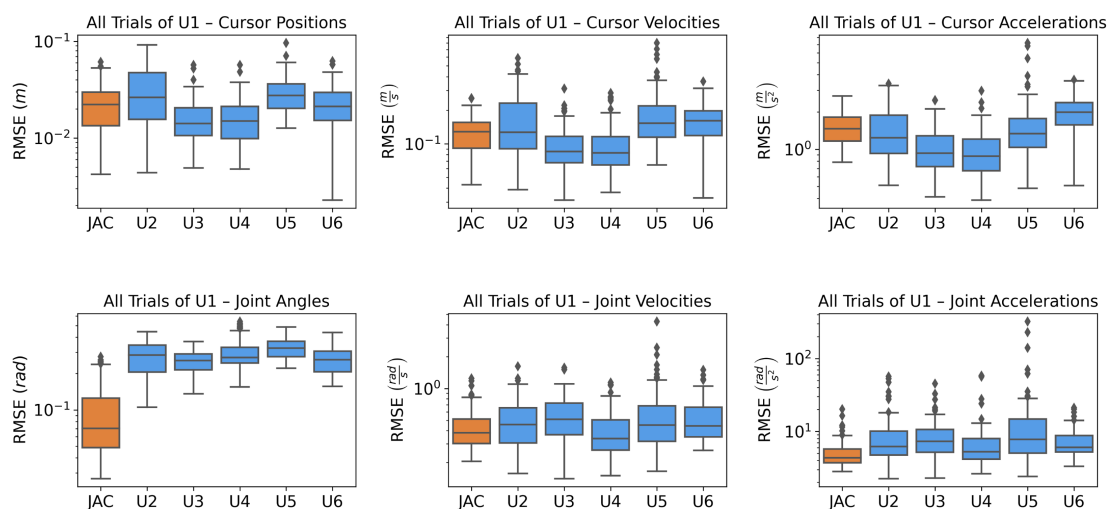 All Trials of U1 – Cursor Positions
RMSE (m)
10⁻¹
10⁻²
JAC U2 U3 U4 U5 U6
All Trials of U1 – Cursor Velocities
RMSE (m/s)
10⁻¹
JAC U2 U3 U4 U5 U6
All Trials of U1 – Cursor Accelerations
RMSE (m/s²)
10⁰
JAC U2 U3 U4 U5 U6
All Trials of U1 – Joint Angles
RMSE (rad)
10⁻¹
JAC U2 U3 U4 U5 U6
All Trials of U1 – Joint Velocities
RMSE (rad/s)
10⁰
JAC U2 U3 U4 U5 U6
All Trials of U1 – Joint Accelerations
RMSE (rad/s²)
10²
10¹
JAC U2 U3 U4 U5 U6